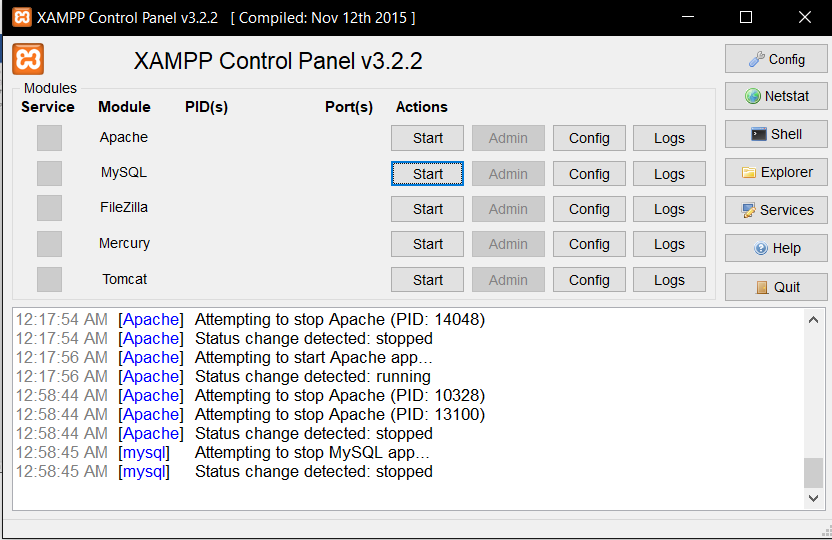 XAMPP Control Panel v3.2.2 [ Compiled: Nov 12th 2015 ]
XAMPP Control Panel v3.2.2
Config
Modules
Service Module PID(s) Port(s) Actions
Netstat
Apache Start Admin Config Logs
Shell
MySQL Start Admin Config Logs
Explorer
FileZilla Start Admin Config Logs
Services
Mercury Start Admin Config Logs
Help
Tomcat Start Admin Config Logs
Quit
12:17:54 AM [Apache] Attempting to stop Apache (PID: 14048)
12:17:54 AM [Apache] Status change detected: stopped
12:17:56 AM [Apache] Attempting to start Apache app...
12:17:56 AM [Apache] Status change detected: running
12:58:44 AM [Apache] Attempting to stop Apache (PID: 10328)
12:58:44 AM [Apache] Attempting to stop Apache (PID: 13100)
12:58:44 AM [Apache] Status change detected: stopped
12:58:45 AM [mysql] Attempting to stop MySQL app...
12:58:45 AM [mysql] Status change detected: stopped